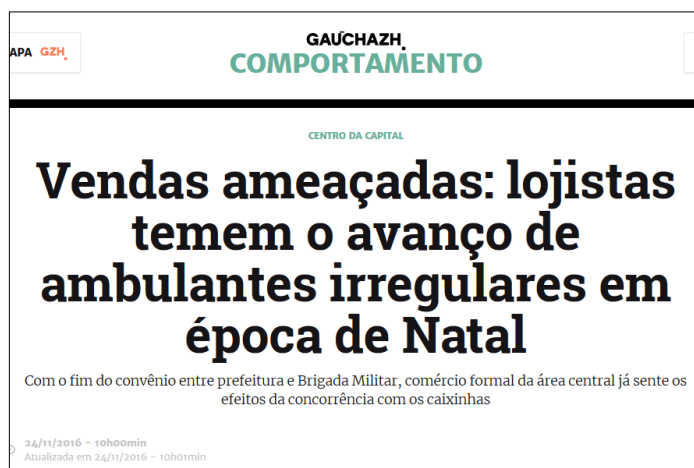 APA GZH.
GAÚCHAZH.
COMPORTAMENTO
CENTRO DA CAPITAL
Vendas ameaçadas: lojistas
temem o avanço de
ambulantes irregulares em
época de Natal
Com o fim do convênio entre prefeitura e Brigada Militar, comércio formal da área central já sente os
efeitos da concorrência com os caixinhas
24/11/2016 - 10h00min
Atualizada em 24/11/2016 - 10h01min